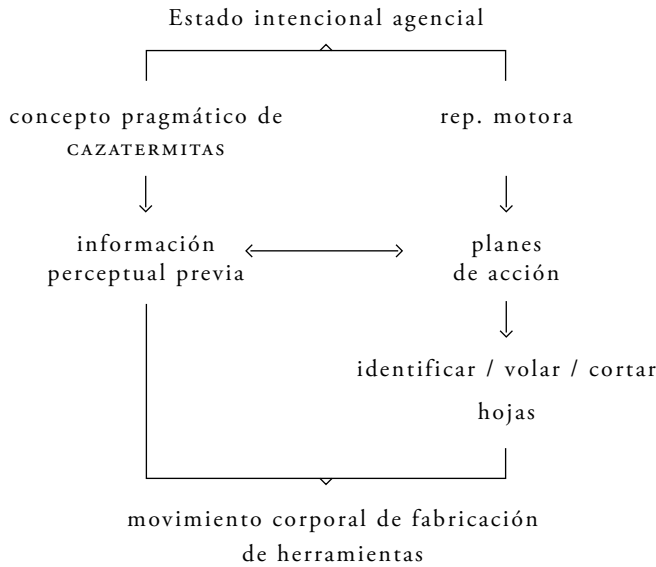 Estado intencional agencial
concepto pragmático de
CAZATERMITAS
rep. motora
información
perceptual previa
planes
de acción
identificar / volar / cortar
hojas
movimiento corporal de fabricación
de herramientas